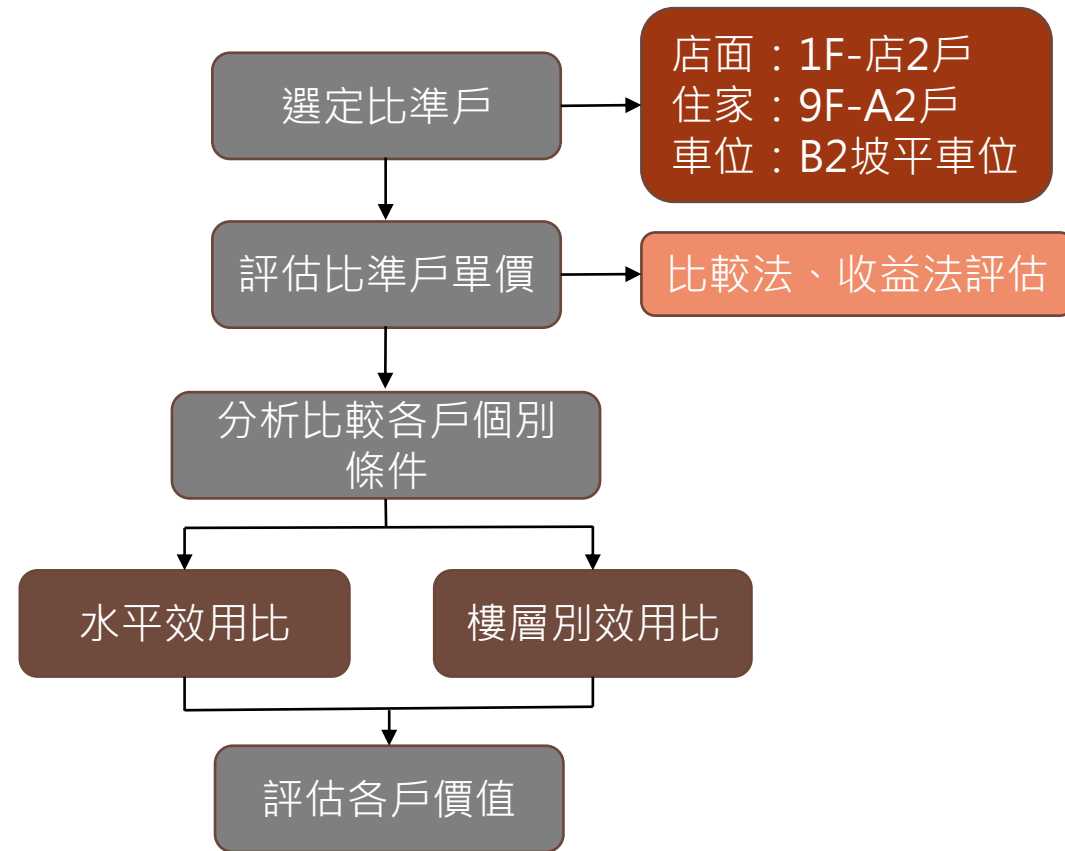 選定比準戶
店面：1F-店2戶
住家：9F-A2戶
車位：B2坡平車位
評估比準戶單價
比較法、收益法評估
分析比較各戶個別
條件
水平效用比
樓層別效用比
評估各戶價值